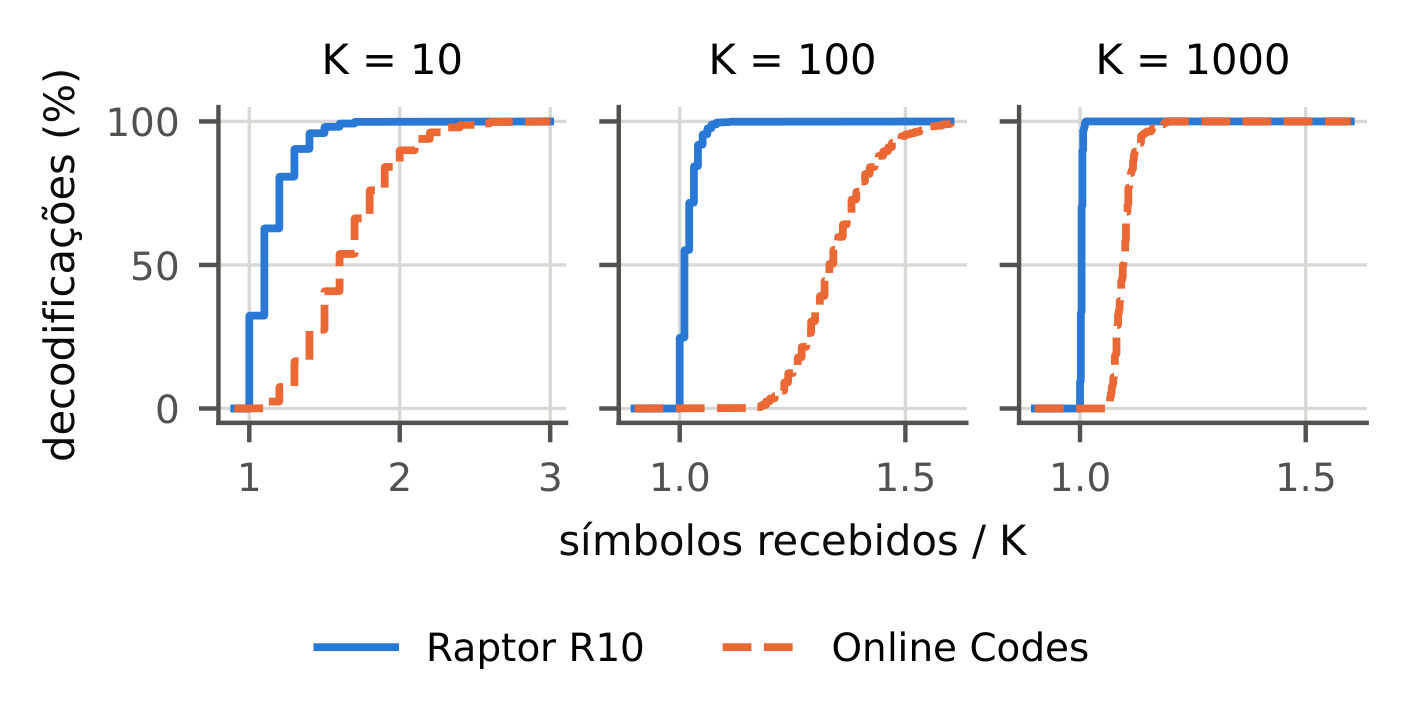 K = 10
K = 100
K = 1000
decodificações (%)
100
50
0
1 2 3
1.0 1.5
1.0 1.5
símbolos recebidos / K
Raptor R10
Online Codes